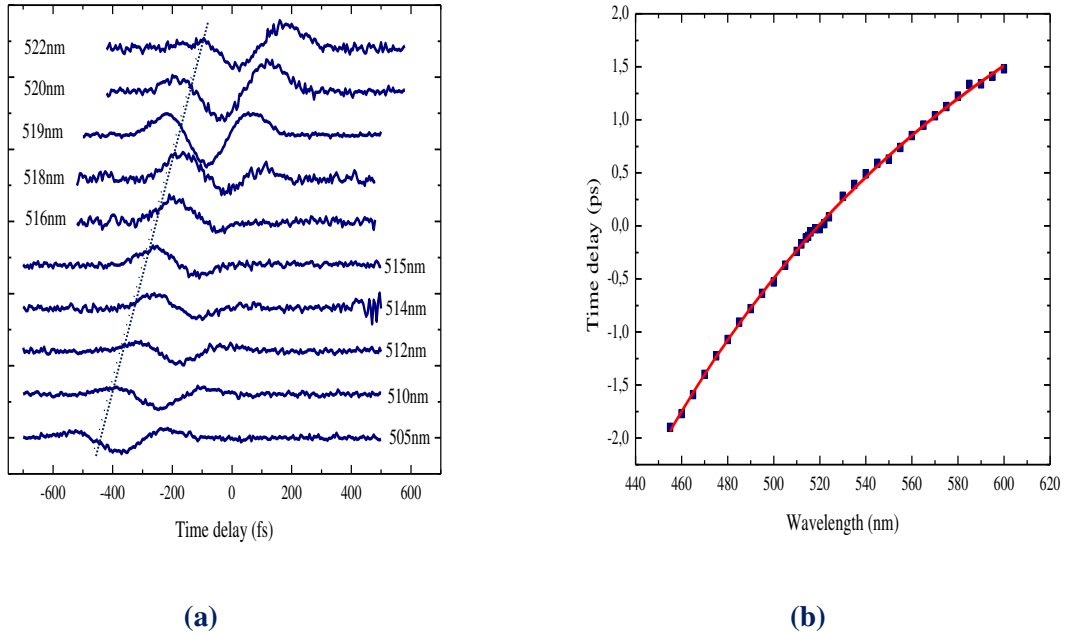 522nm
520nm
519nm
518nm
516nm
515nm
514nm
512nm
510nm
505nm
-600 -400 -200 0 200 400 600
Time delay (fs)
(a)
2,0
1,5
1,0
0,5
0,0
-0,5
-1,0
-1,5
-2,0
Time delay (ps)
440 460 480 500 520 540 560 580 600 620
Wavelength (nm)
(b)